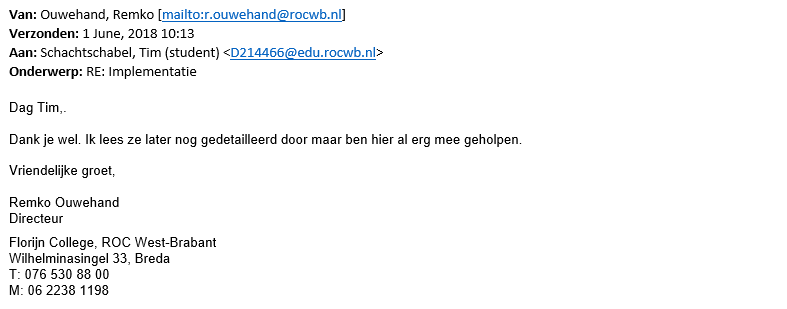 Van: Ouwehand, Remko [mailto:r.ouwehand@rocwb.nl]
Verzonden: 1 June, 2018 10:13
Aan: Schachtschabel, Tim (student) <D214466@edu.rocwb.nl>
Onderwerp: RE: Implementatie
Dag Tim,.
Dank je wel. Ik lees ze later nog gedetailleerd door maar ben hier al erg mee geholpen.
Vriendelijke groet,
Remko Ouwehand
Directeur
Florijn College, ROC West-Brabant
Wilhelminasingel 33, Breda
T: 076 530 88 00
M: 06 2238 1198